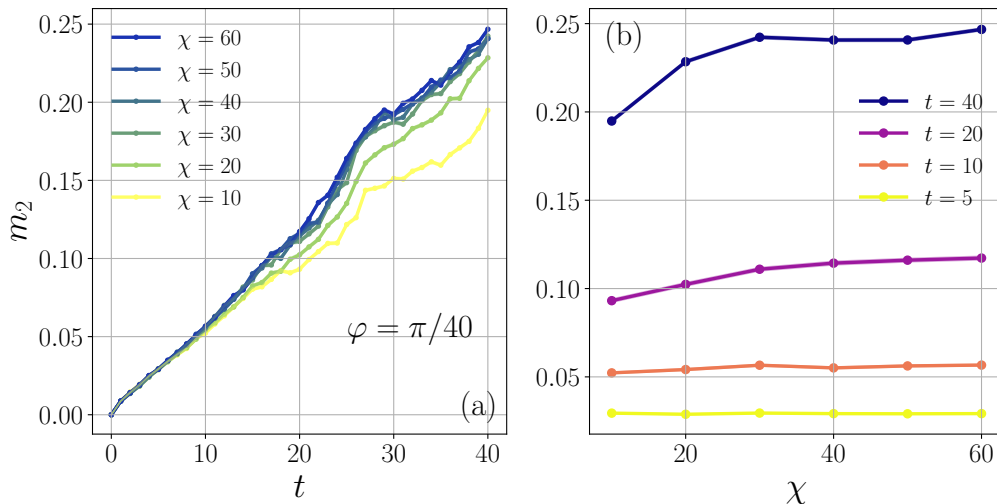 0.25
0.20
0.15
0.10
0.05
0.00
m₂
χ = 60
χ = 50
χ = 40
χ = 30
χ = 20
χ = 10
φ = π/40
(a)
0 10 20 30 40
t
(b)
0.25
0.20
0.15
0.10
0.05
t = 40
t = 20
t = 10
t = 5
20 40 60
χ